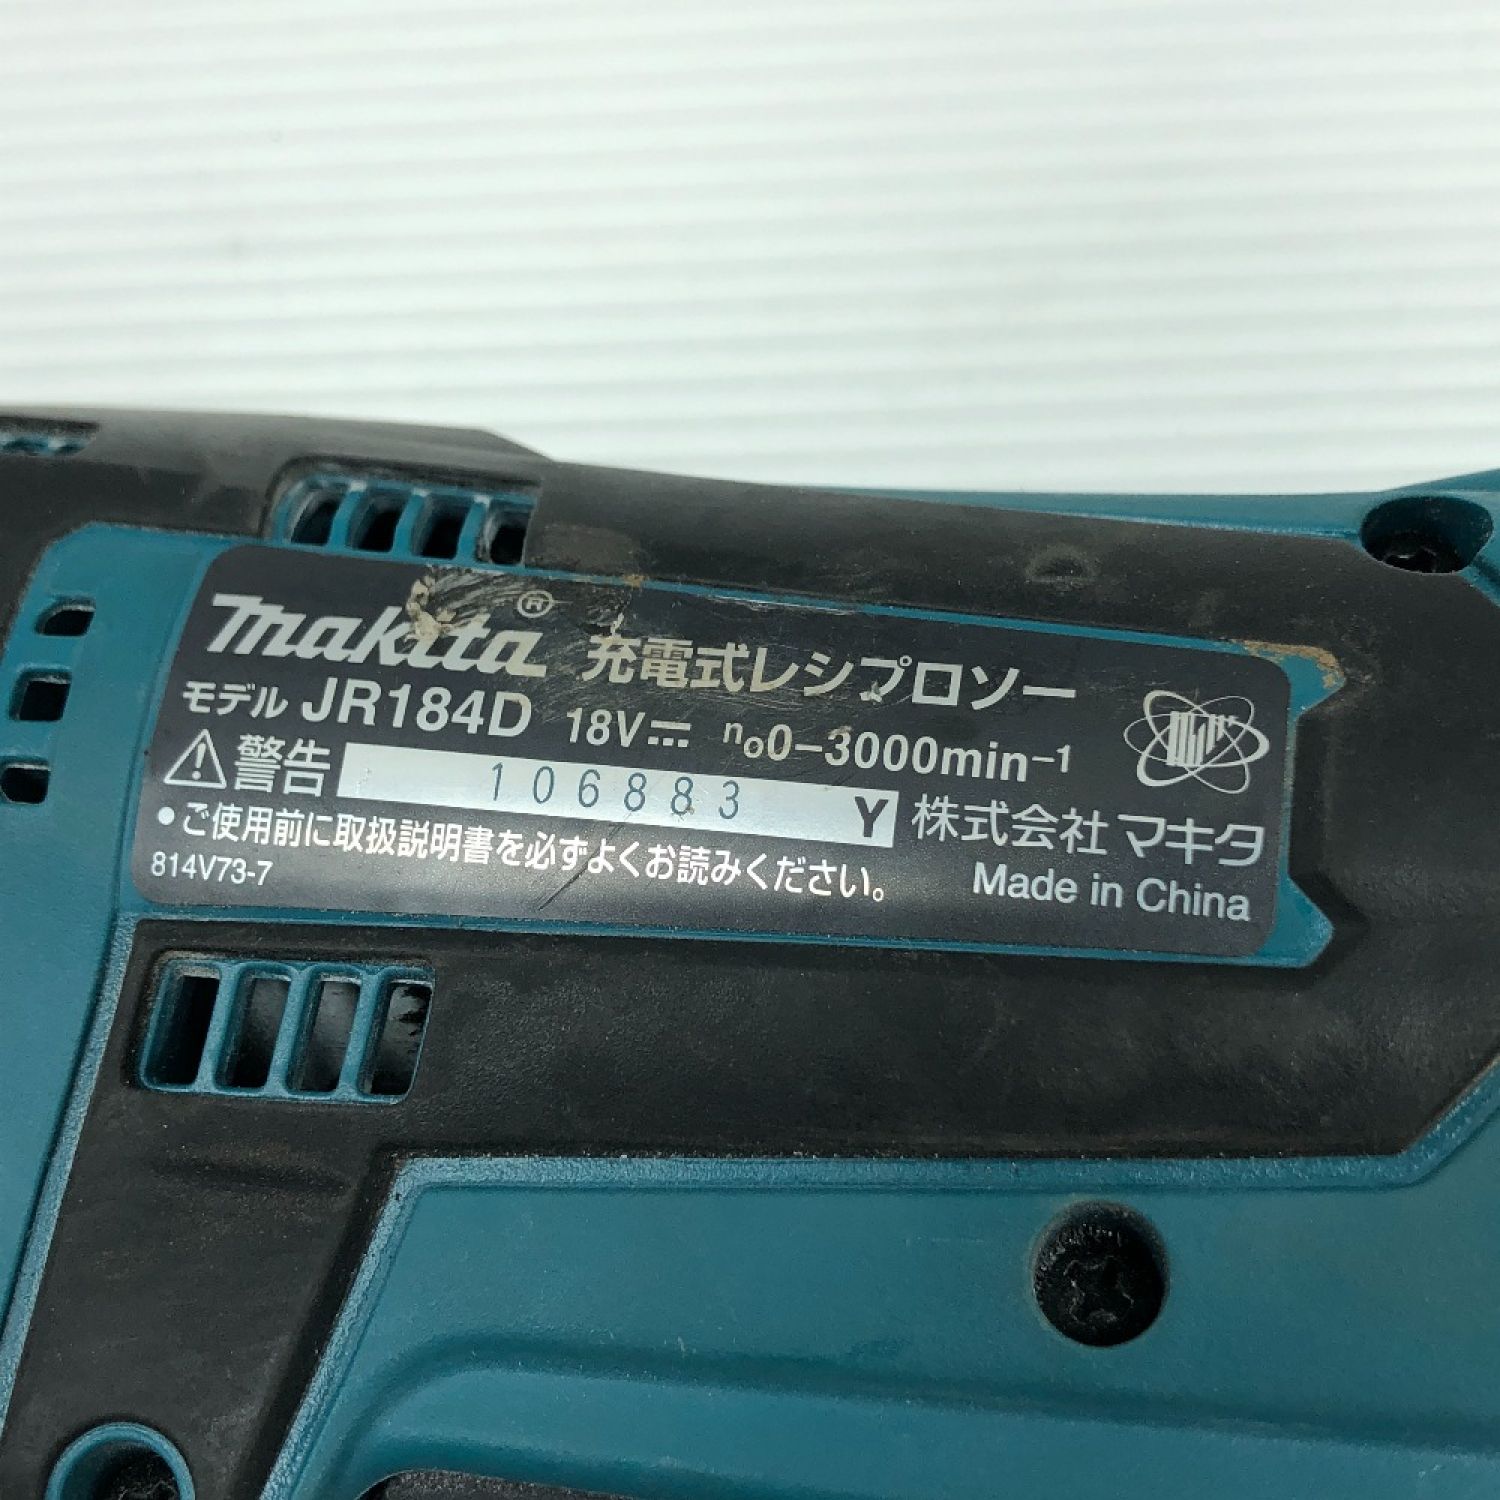 makita® 充電式レシプロソー
モデル JR184D 18V⎓ n₀0-3000min⁻¹
警告 106883 Y 株式会社マキタ
●ご使用前に取扱説明書を必ずよくお読みください。
814V73-7 Made in China